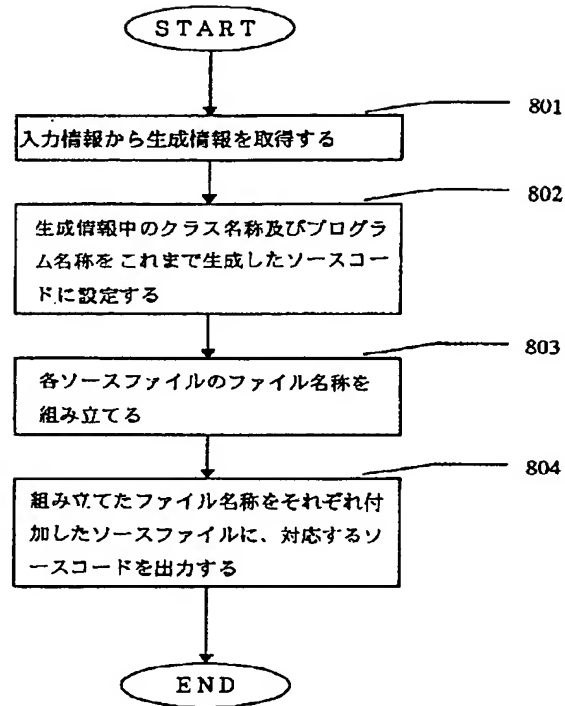 START
801
入力情報から生成情報を取得する
802
生成情報中のクラス名称及びプログラ
ム名称をこれまで生成したソースコー
ドに設定する
803
各ソースファイルのファイル名称を
組み立てる
804
組み立てたファイル名称をそれぞれ付
加したソースファイルに、対応するソ
ースコードを出力する
END